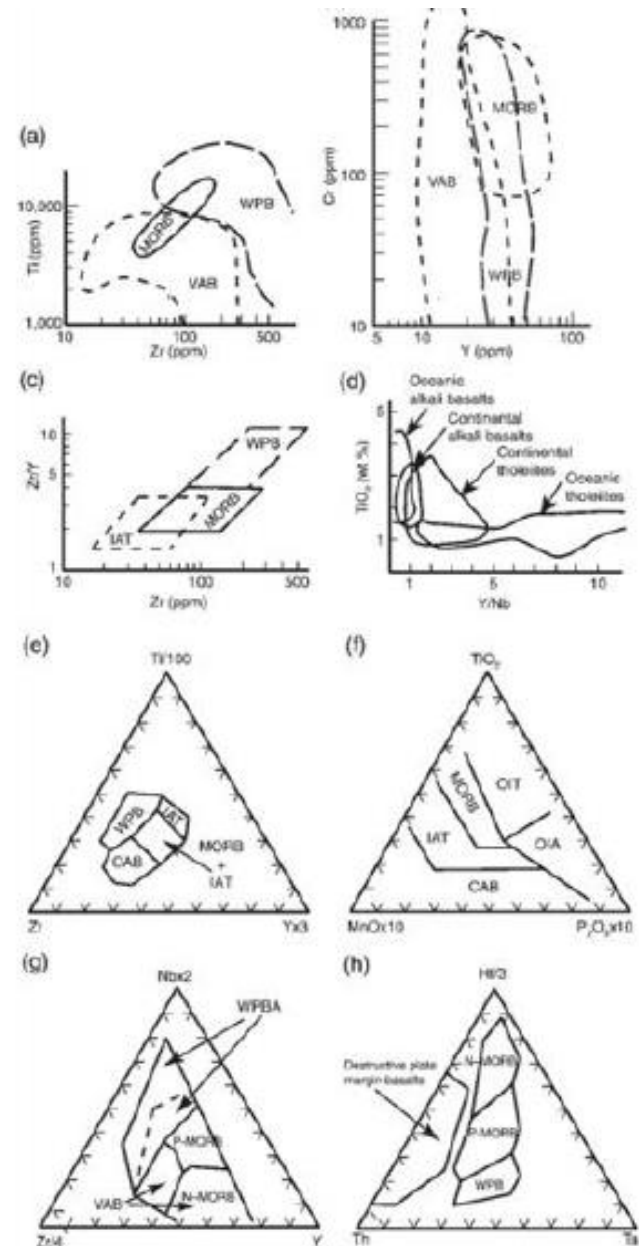 (a)
Ti (ppm)
10,000
1,000
WPB
MORB
VAB
10
100
500
Zr (ppm)
1000
100
10
Cr (ppm)
MORB
VAB
WPB
5
10
100
Y (ppm)
(c)
Zr/Y
10
5
1
WPB
MORB
IAT
10
100
500
Zr (ppm)
(d)
Oceanic
alkali basalts
Continental
alkali basalts
Continental
tholeiites
Oceanic
tholeiites
TiO₂ (wt %)
5
1
1
5
10
Y/Nb
(e)
Ti/100
WPB
IAT
CAB
MORB
+
IAT
Zr
Yx3
(f)
TiO₂
MORB
OIT
IAT
OIA
CAB
MnOx10
P₂O₅x10
(g)
Nbx2
WPBA
P-MORB
VAB
N-MORB
Zr/4
Y
(h)
Hf/3
Destructive plate
margin basalts
N-MORB
P-MORB
WPB
Th
Ta